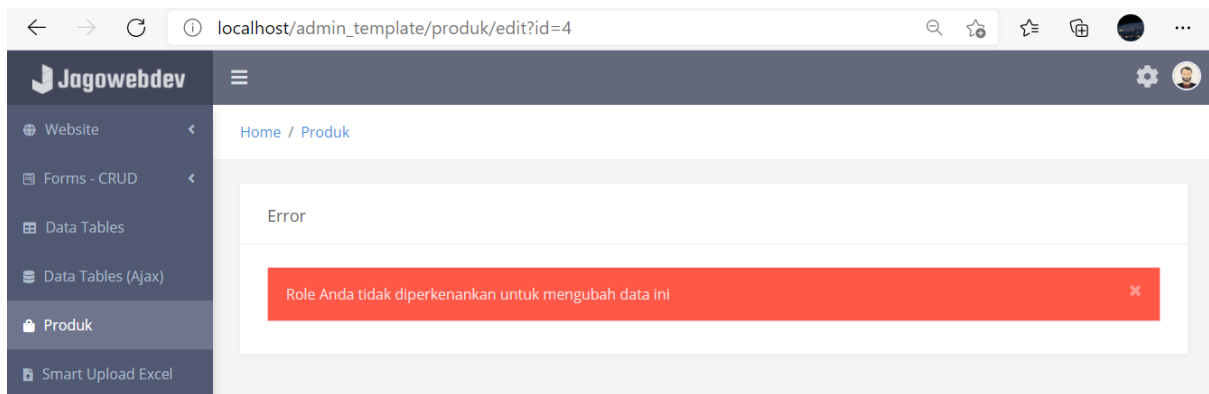 localhost/admin_template/produk/edit?id=4
Jagowebdev
Website
Home / Produk
Forms - CRUD
Data Tables
Data Tables (Ajax)
Produk
Smart Upload Excel
Error
Role Anda tidak diperkenankan untuk mengubah data ini